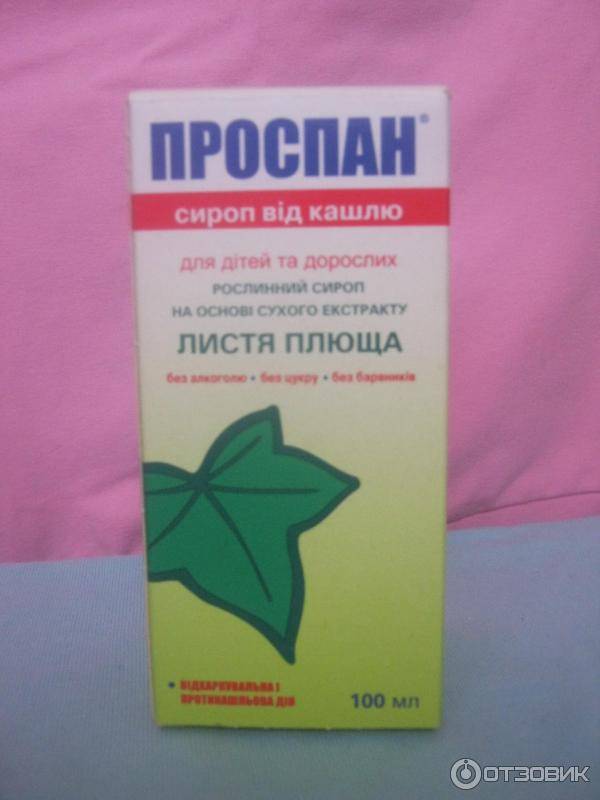 ПРОСПАН®
сироп від кашлю
для дітей та дорослих
РОСЛИННИЙ СИРОП
НА ОСНОВІ СУХОГО ЕКСТРАКТУ
ЛИСТЯ ПЛЮЩА
без алкоголю • без цукру • без барвників
• ВІДХАРКУВАЛЬНА І
ПРОТИКАШЛЬОВА ДІЯ
100 мл
ОТЗОВИК